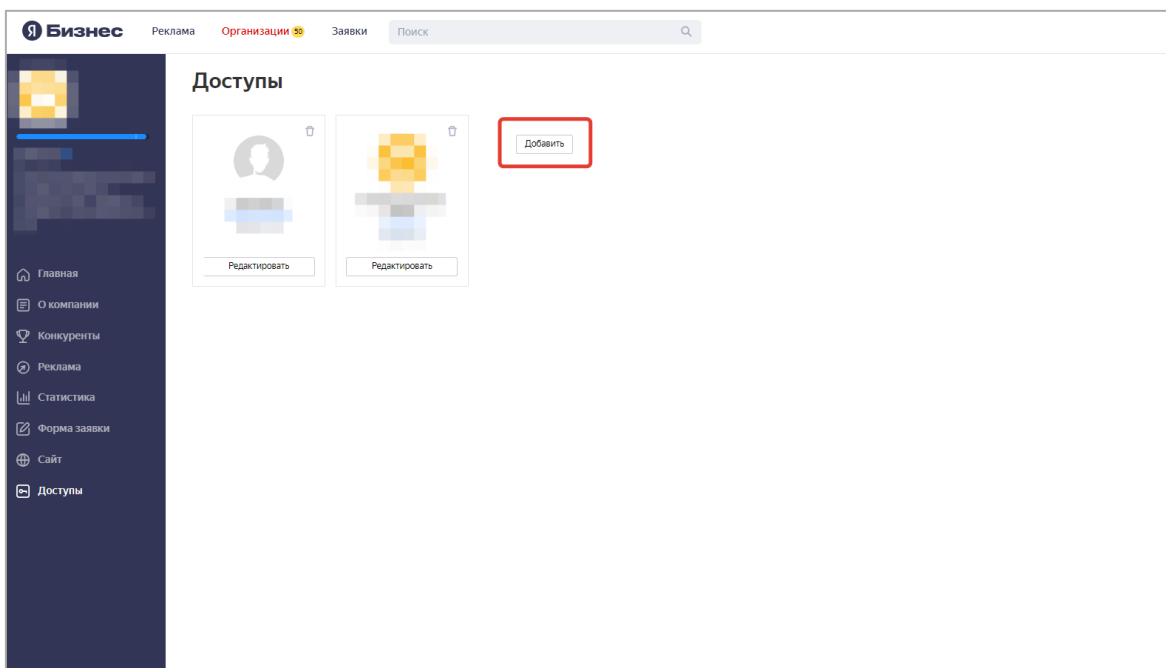 Я Бизнес Реклама Организации 50 Заявки Поиск
Доступы
Добавить
Редактировать Редактировать
Главная
О компании
Конкуренты
Реклама
Статистика
Форма заявки
Сайт
Доступы